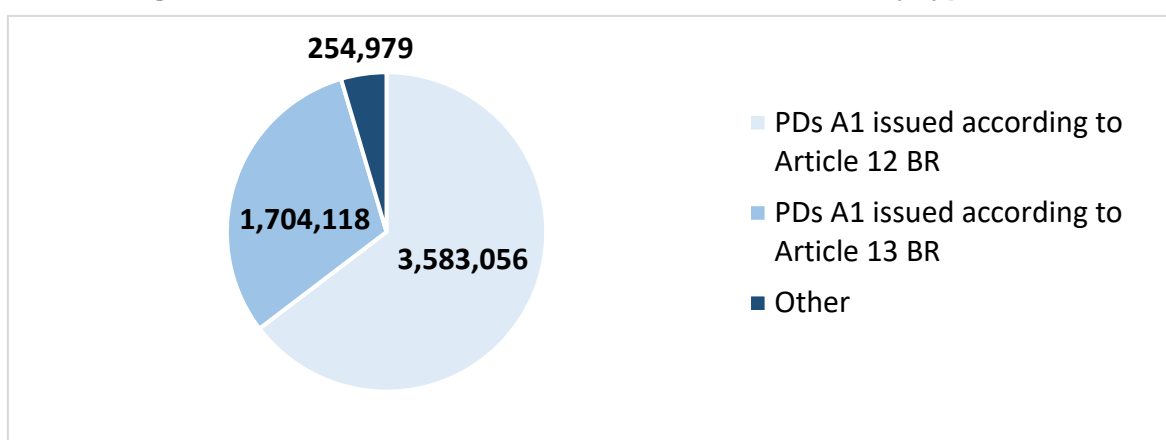 254,979
1,704,118
3,583,056
PDs A1 issued according to
Article 12 BR
PDs A1 issued according to
Article 13 BR
Other